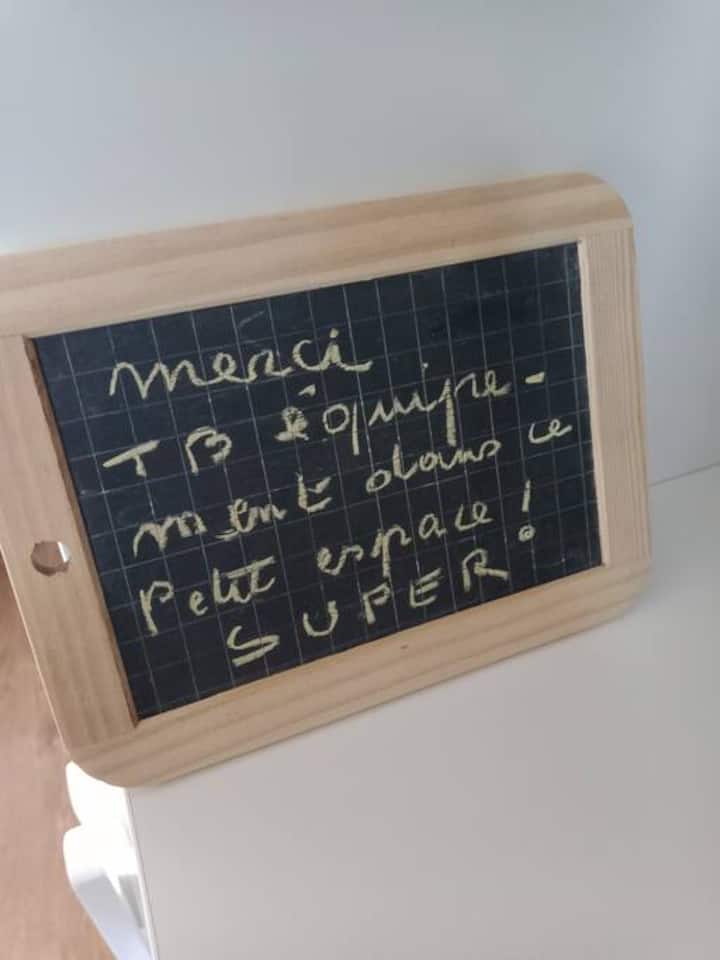 merci
TB équipe-
ment dans ce
Petit espace !
SUPER